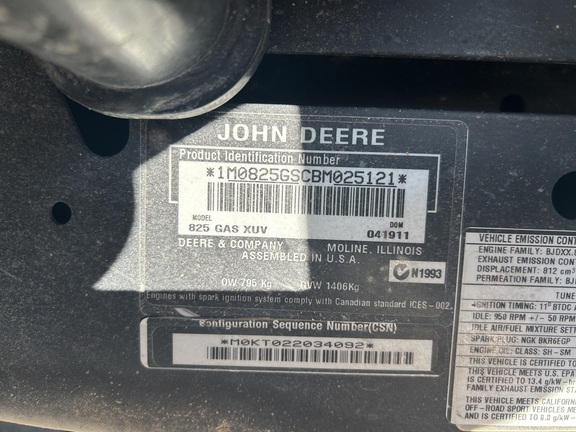 JOHN DEERE
Product Identification Number
*1M0825GSCBM025121*
MODEL
DOM
825 GAS XUV
041911
DEERE & COMPANY MOLINE, ILLINOIS
ASSEMBLED IN U.S.A.
N1993
OW 795 Kg GVW 1406Kg
Engines with spark ignition system comply with Canadian standard ICES-002.
Configuration Sequence Number(CSN)
*M0KT022034092*
VEHICLE EMISSION CONT
ENGINE FAMILY: BJDXX.8
EXHAUST EMISSION CONT
DISPLACEMENT: 812 cm³
PERMEATION FAMILY: BJ
TUNE
IGNITION TIMING: 11° BTDC
IDLE: 950 RPM +/- 50 RPM
IDLE AIR/FUEL MIXTURE SETT
SPARK PLUG: NGK BKR6EGP
ENGINE OIL: CLASS: SH - SM
THIS VEHICLE IS CERTIFIED TO
THIS VEHICLE MEETS U.S. EPA
IS CERTIFIED TO 13.4 g/kW-h
FAMILY EXHAUST EMISSION STA
THIS VEHICLE MEETS CALIFORN
OFF-ROAD SPORT VEHICLES
AND IS CERTIFIED TO 8.0 g/kW-